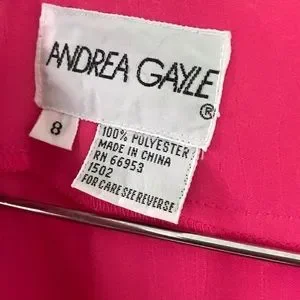 ANDREA GAYLE
®
8
100% POLYESTER
MADE IN CHINA
RN 66953
1502
FOR CARE SEE REVERSE